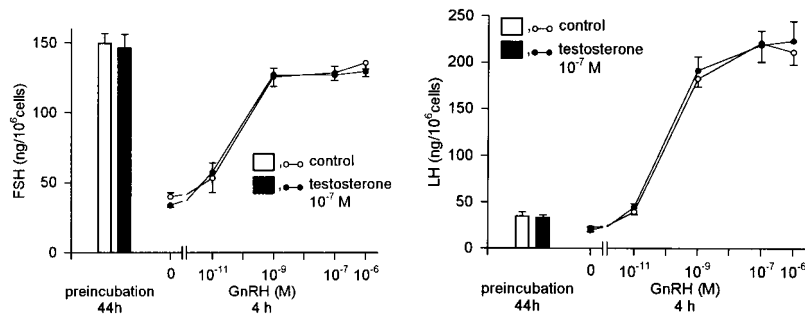 150
100
50
0
FSH (ng/10⁶cells)
control
testosterone
10⁻⁷ M
0
10⁻¹¹
10⁻⁹
10⁻⁷
10⁻⁶
preincubation
44h
GnRH (M)
4 h
250
200
150
100
50
0
LH (ng/10⁶cells)
control
testosterone
10⁻⁷ M
0
10⁻¹¹
10⁻⁹
10⁻⁷
10⁻⁶
preincubation
44h
GnRH (M)
4 h